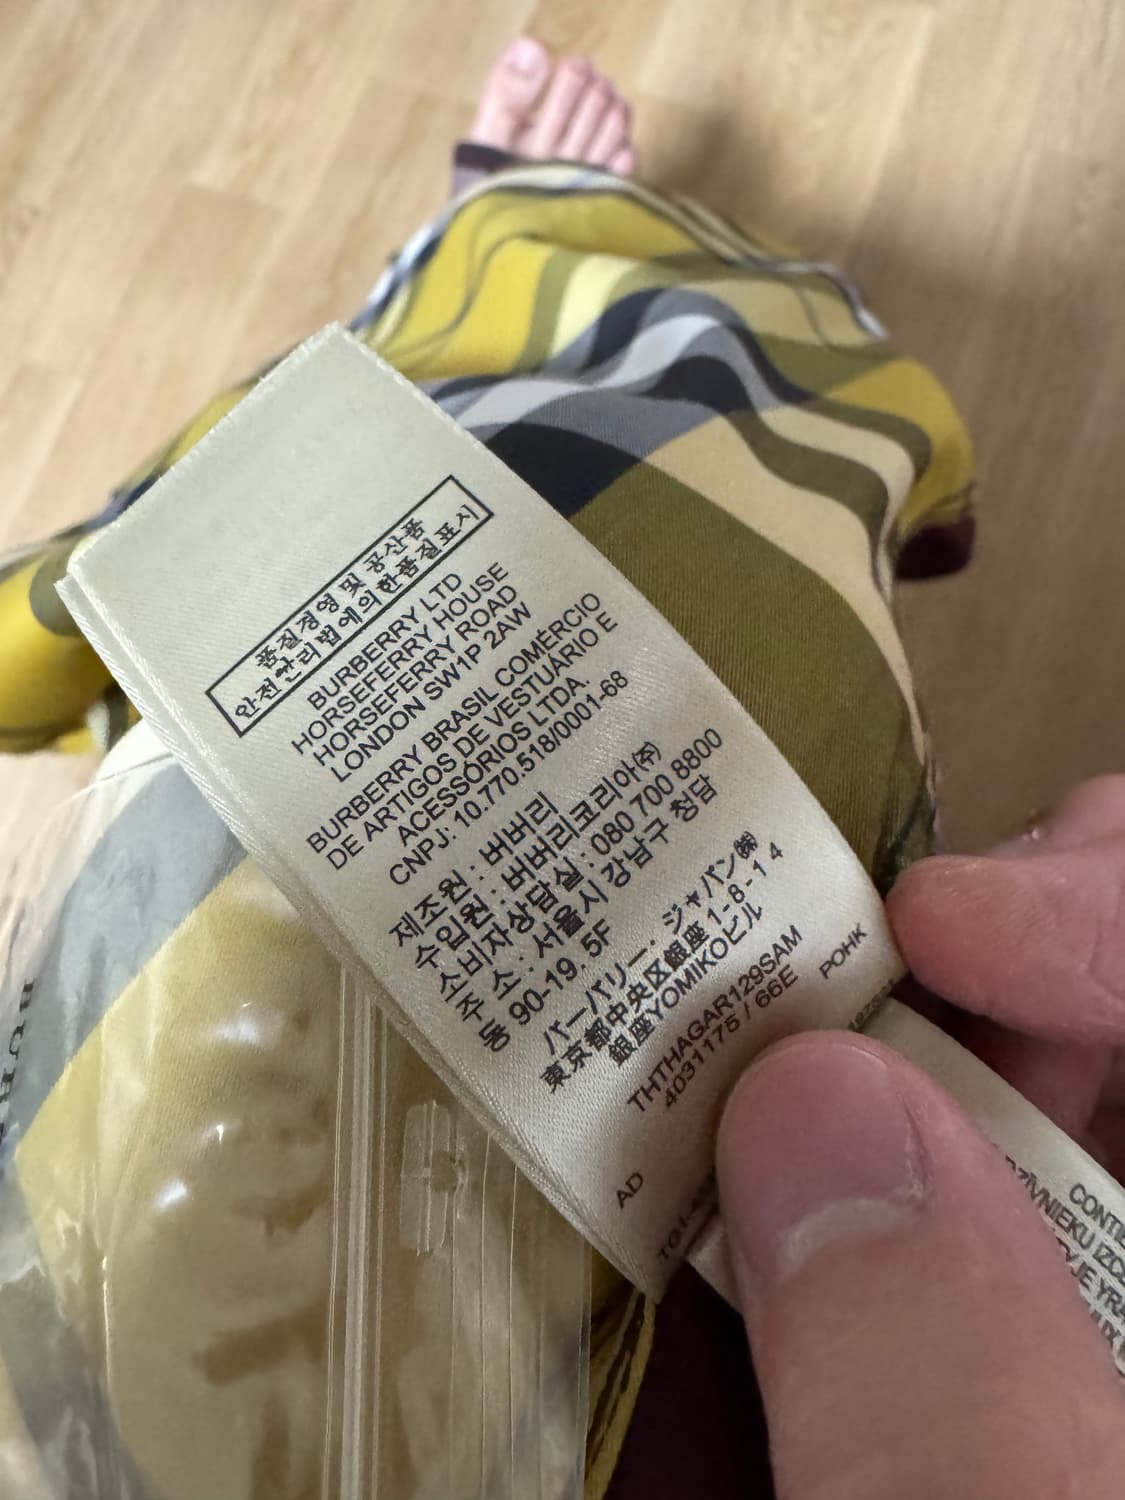 품질경영 및 공산품
안전관리법에의한품질표시
BURBERRY LTD
HORSEFERRY HOUSE
HORSEFERRY ROAD
LONDON SW1P 2AW
BURBERRY BRASIL COMÉRCIO
DE ARTIGOS DE VESTUÁRIO E
ACESSÓRIOS LTDA.
CNPJ: 10.770.518/0001-68
제조원 : 버버리
수입원 : 버버리코리아㈜
소비자상담실 : 080 700 8800
주 소 : 서울시 강남구 청담
동 90-19. 5F
バーバリー・ジャパン㈱
東京都中央区銀座1-8-14
銀座YOMIKOビル
THTHAGAR129SAM
4031175 / 66E
POHK
AD
CONTIE